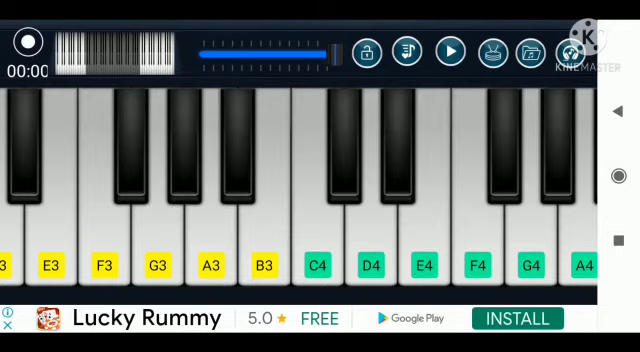 00:00
KINEMASTER
3 E3 F3 G3 A3 B3 C4 D4 E4 F4 G4 A4
Lucky Rummy 5.0 FREE Google Play INSTALL